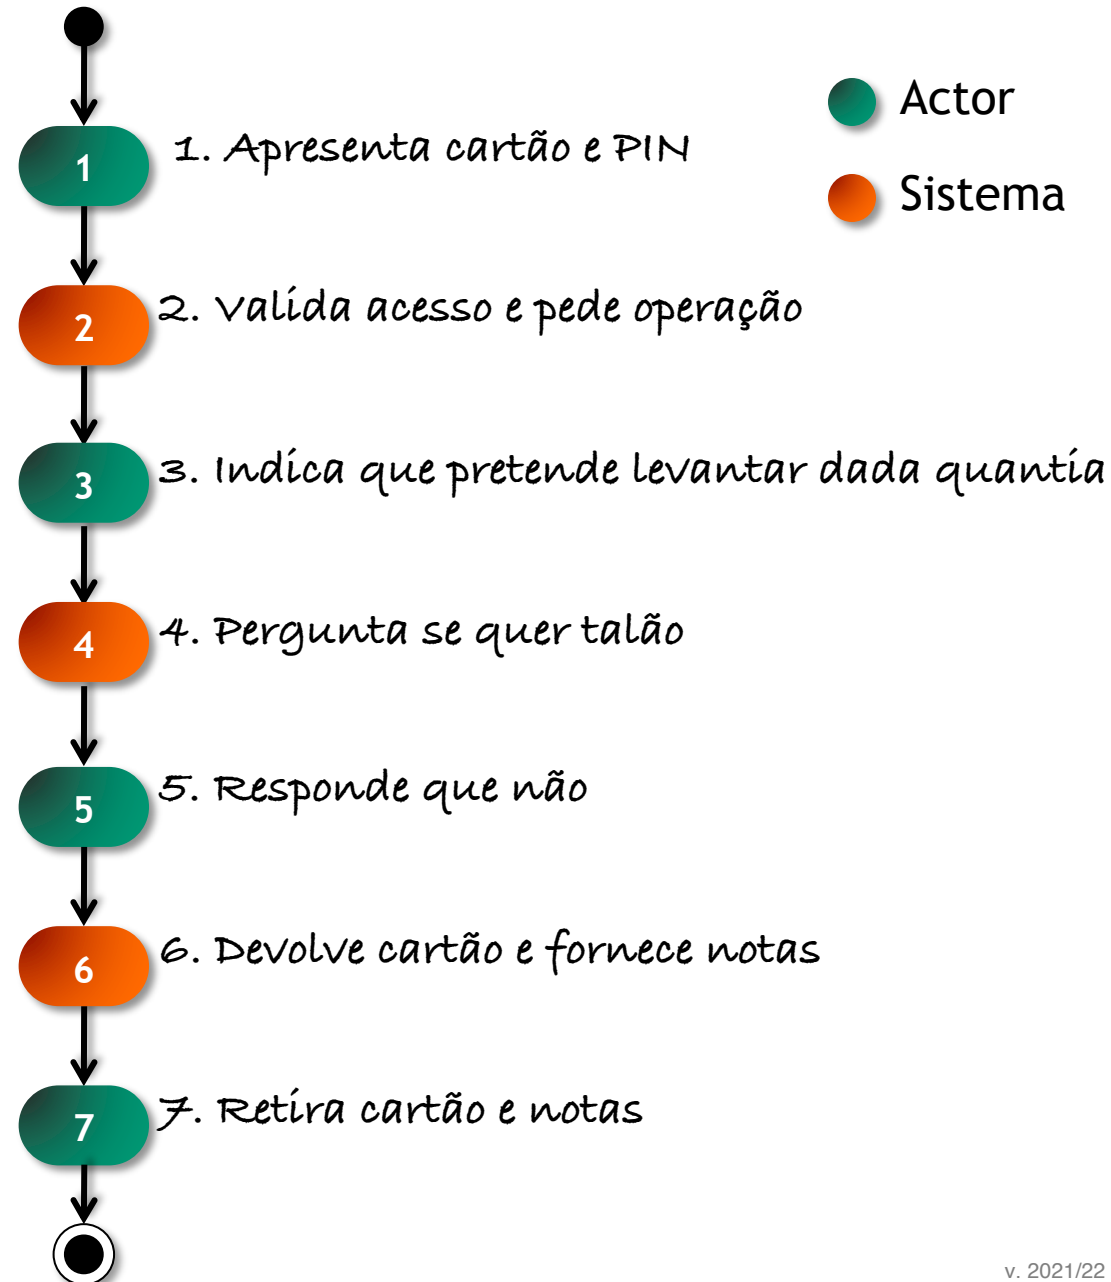 Actor
1
1. Apresenta cartão e PIN
Sistema
2
2. Valida acesso e pede operação
3
3. Indica que pretende levantar dada quantia
4
4. Pergunta se quer talão
5
5. Responde que não
6
6. Devolve cartão e fornece notas
7
7. Retira cartão e notas
v. 2021/22